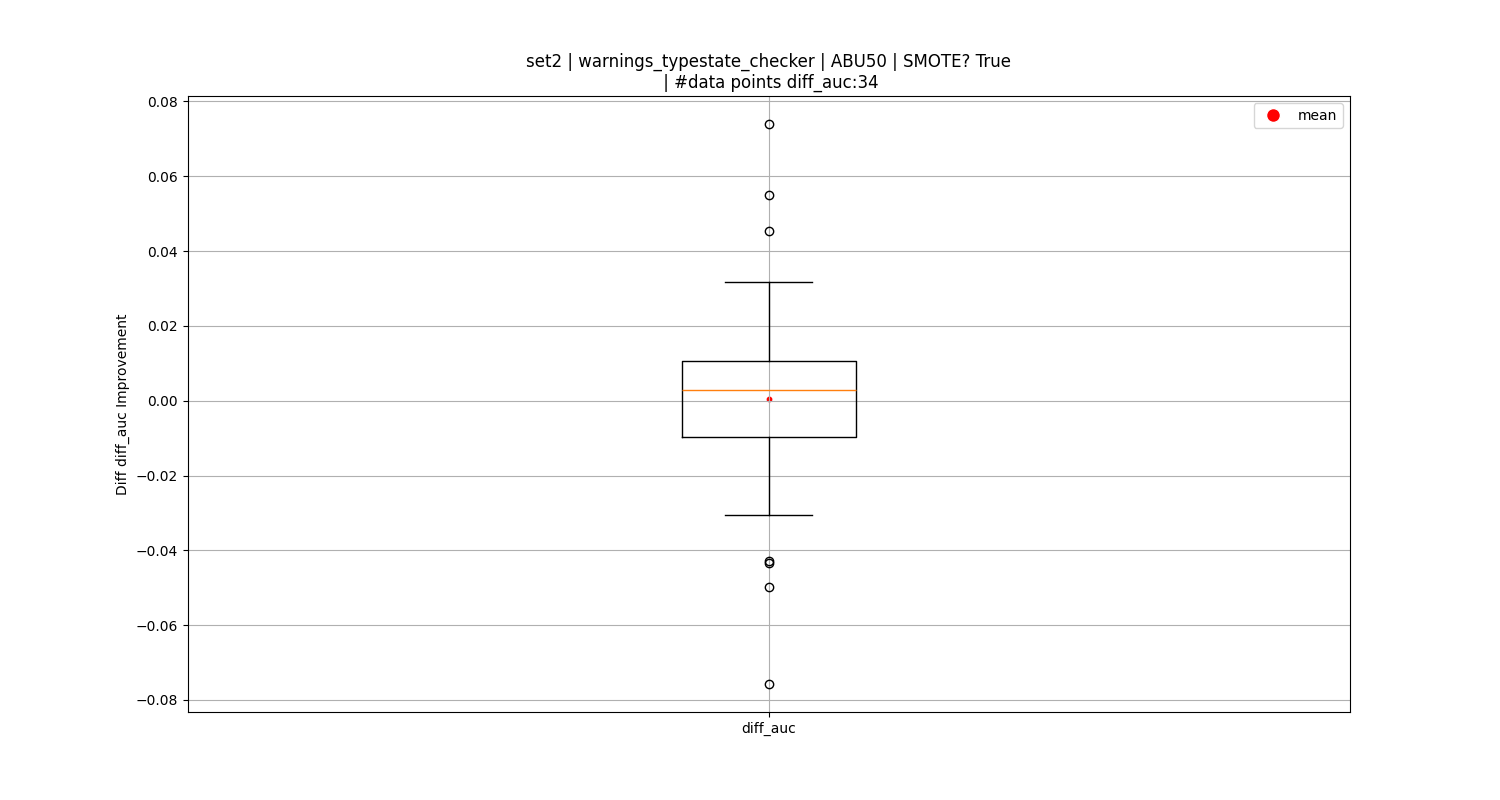 set2 | warnings_typestate_checker | ABU50 | SMOTE? True
| #data points diff_auc:34
mean
0.08
0.06
0.04
0.02
0.00
−0.02
−0.04
−0.06
−0.08
Diff diff_auc Improvement
diff_auc